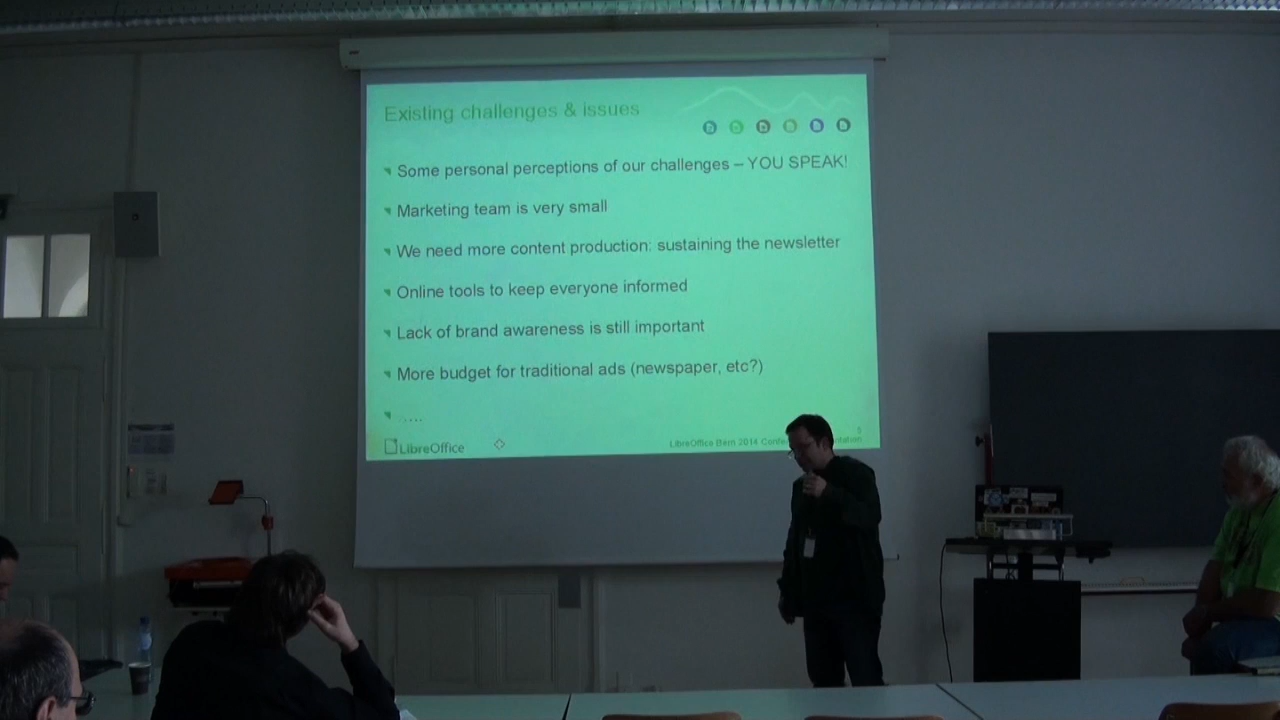 Existing challenges & issues
Some personal perceptions of our challenges – YOU SPEAK!
Marketing team is very small
We need more content production: sustaining the newsletter
Online tools to keep everyone informed
Lack of brand awareness is still important
More budget for traditional ads (newspaper, etc?)
.....
LibreOffice
LibreOffice Bern 2014